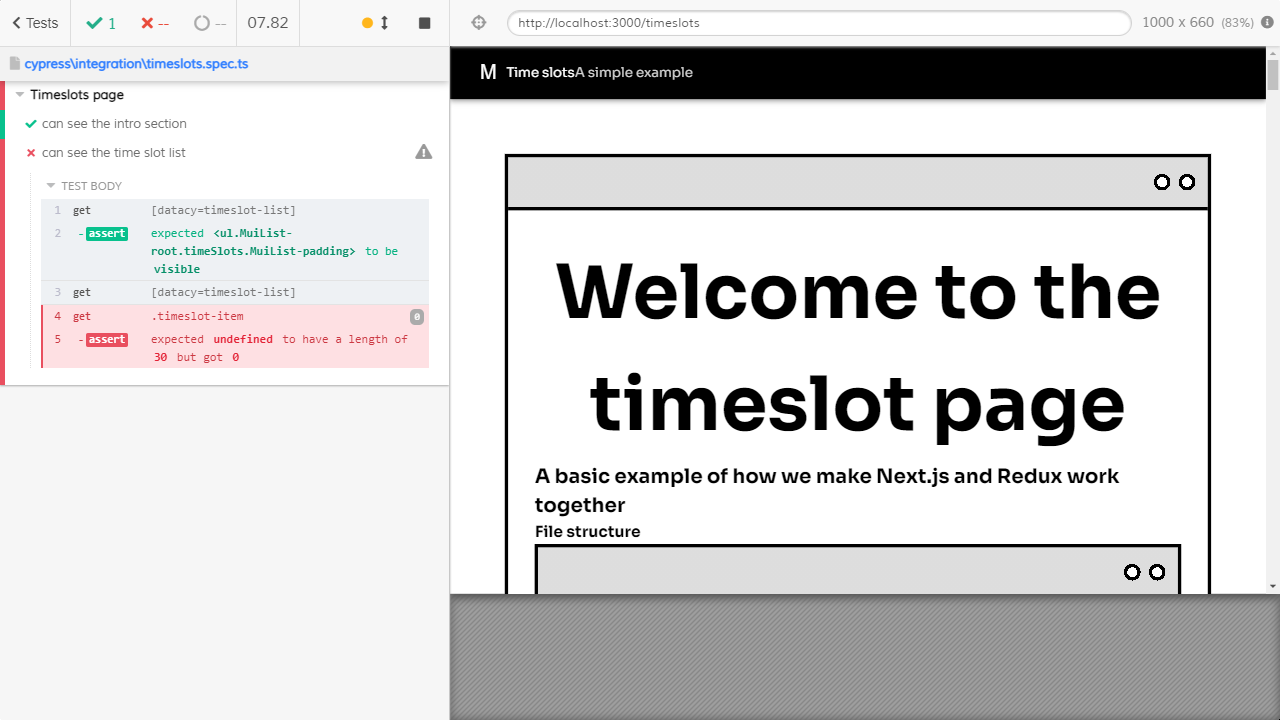 Tests
1
--
--
07.82
http://localhost:3000/timeslots
1000 x 660 (83%)
cypress\integration\timeslots.spec.ts
Timeslots page
can see the intro section
can see the time slot list
TEST BODY
1 get [datacy=timeslot-list]
2 -assert expected <ul.MuiList-
root.timeSlots.MuiList-padding> to be
visible
3 get [datacy=timeslot-list]
4 get .timeslot-item 0
5 -assert expected undefined to have a length of
30 but got 0
M Time slotsA simple example
Welcome to the
timeslot page
A basic example of how we make Next.js and Redux work
together
File structure